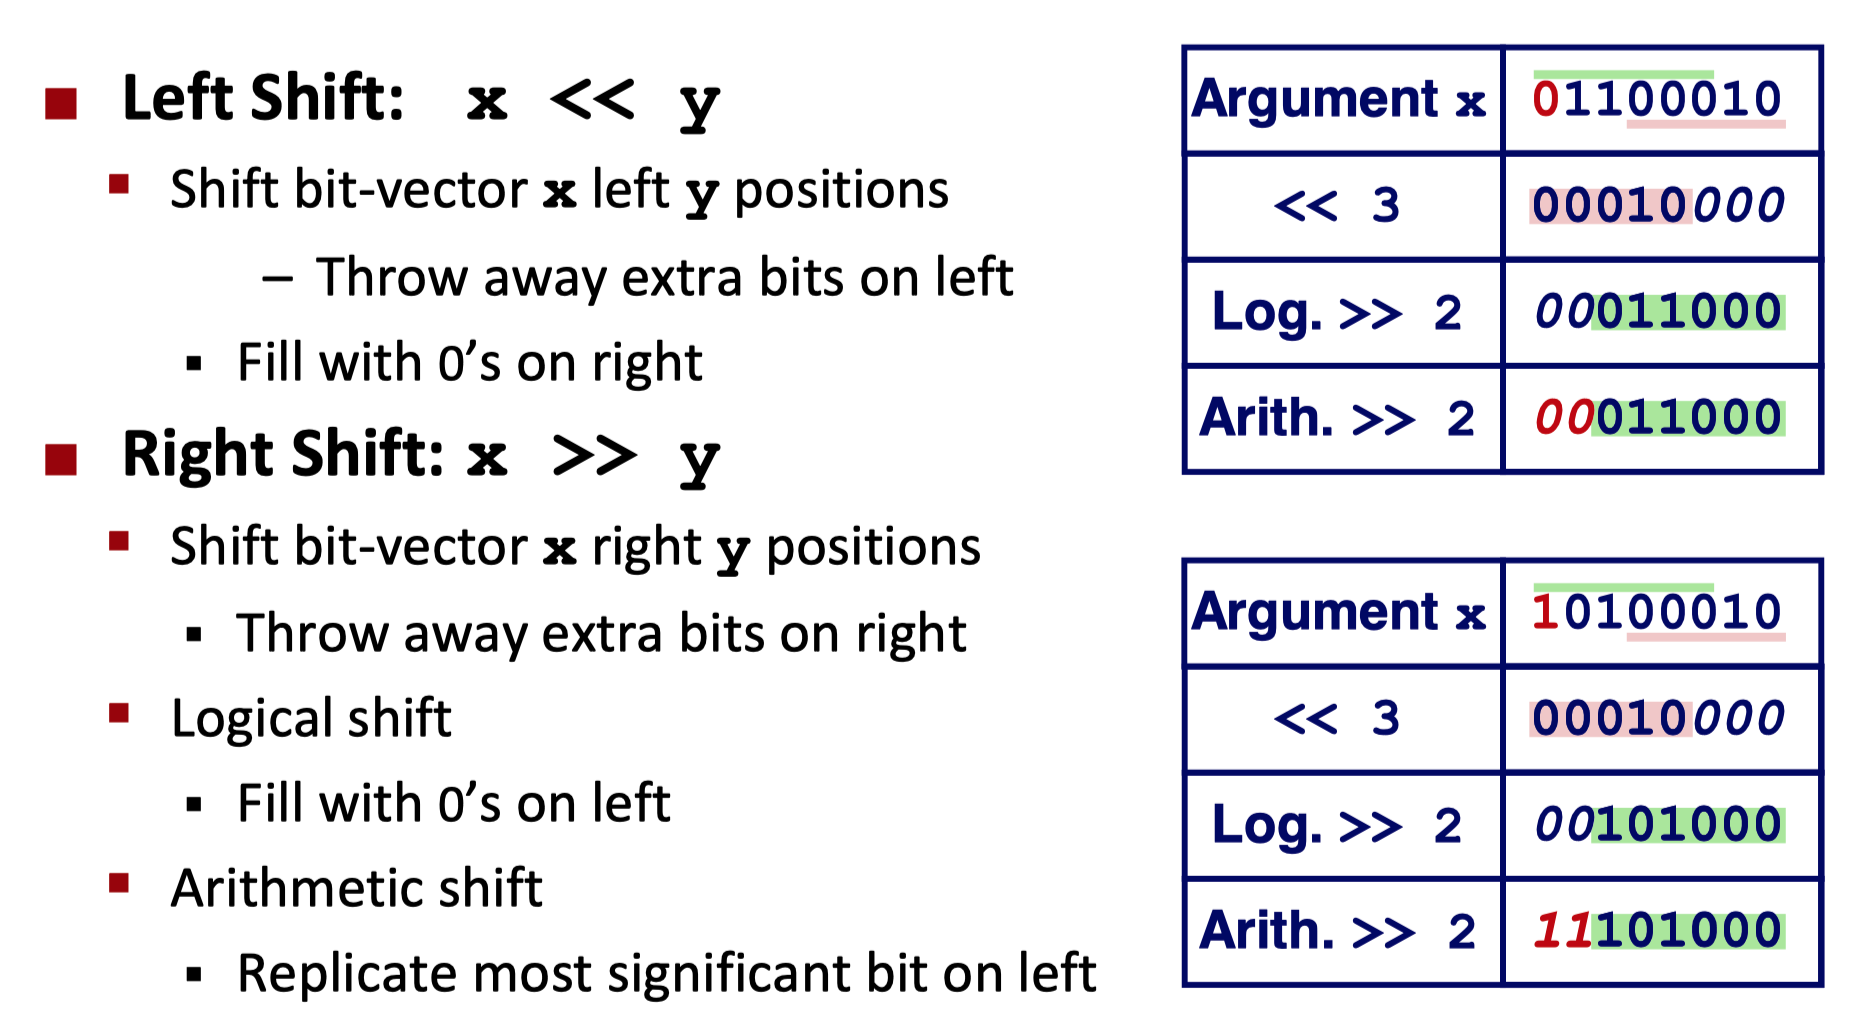 Left Shift: x << y
Shift bit-vector x left y positions
– Throw away extra bits on left
Fill with 0’s on right
Right Shift: x >> y
Shift bit-vector x right y positions
Throw away extra bits on right
Logical shift
Fill with 0’s on left
Arithmetic shift
Replicate most significant bit on left
Argument x 01100010
<< 3 00010000
Log. >> 2 00011000
Arith. >> 2 00011000
Argument x 10100010
<< 3 00010000
Log. >> 2 00101000
Arith. >> 2 11101000